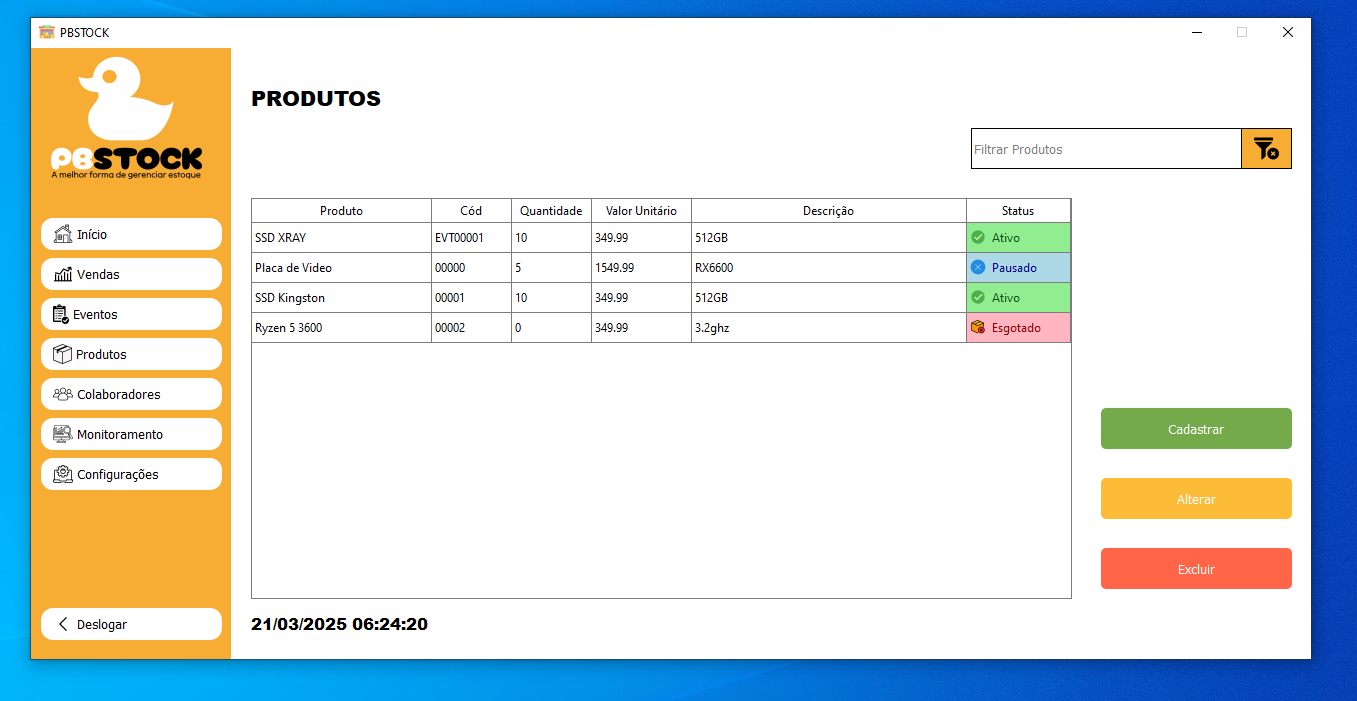 PBSTOCK
PBSTOCK
A melhor forma de gerenciar estoque
Início
Vendas
Eventos
Produtos
Colaboradores
Monitoramento
Configurações
Deslogar
PRODUTOS
Filtrar Produtos
Produto Cód Quantidade Valor Unitário Descrição Status
SSD XRAY EVT00001 10 349.99 512GB Ativo
Placa de Video 00000 5 1549.99 RX6600 Pausado
SSD Kingston 00001 10 349.99 512GB Ativo
Ryzen 5 3600 00002 0 349.99 3.2ghz Esgotado
Cadastrar
Alterar
Excluir
21/03/2025 06:24:20